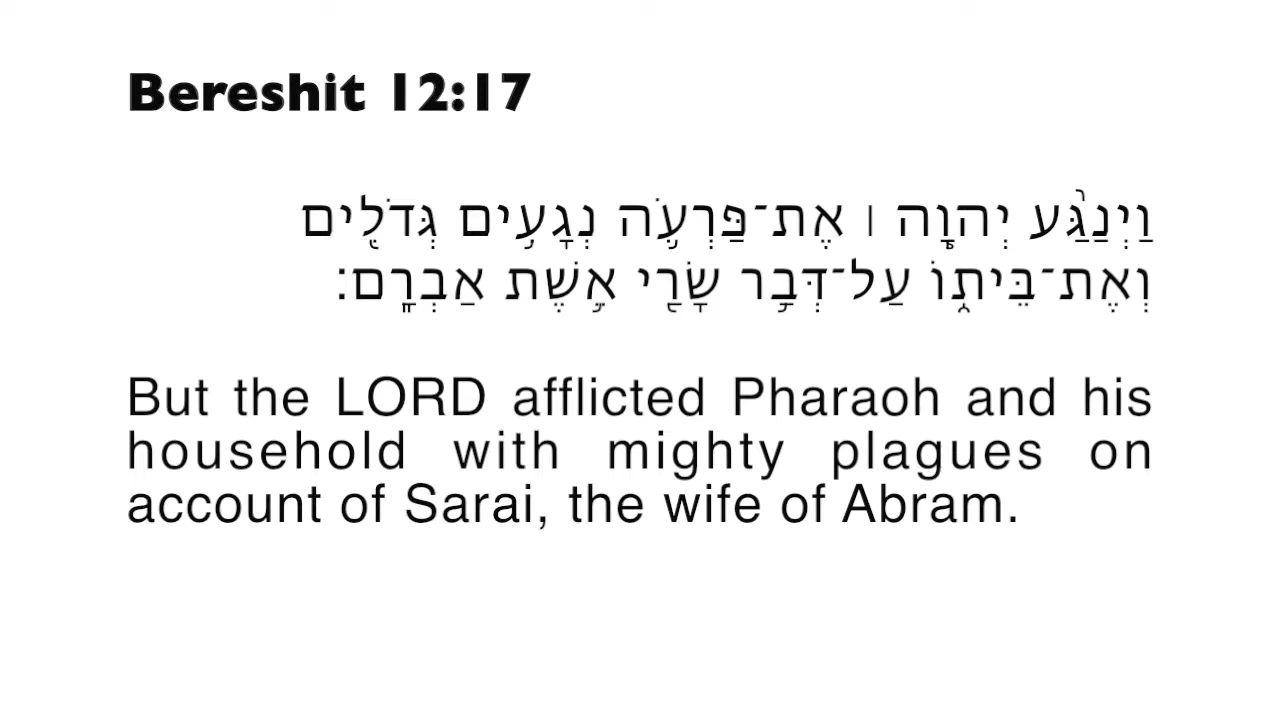 Bereshit 12:17
וַיְנַגַּ֨ע יְהוָ֧ה ׀ אֶת־פַּרְעֹ֛ה נְגָעִ֥ים גְּדֹלִ֖ים
וְאֶת־בֵּית֑וֹ עַל־דְּבַ֥ר שָׂרַ֖י אֵ֥שֶׁת אַבְרָֽם׃
But the LORD afflicted Pharaoh and his
household with mighty plagues on
account of Sarai, the wife of Abram.